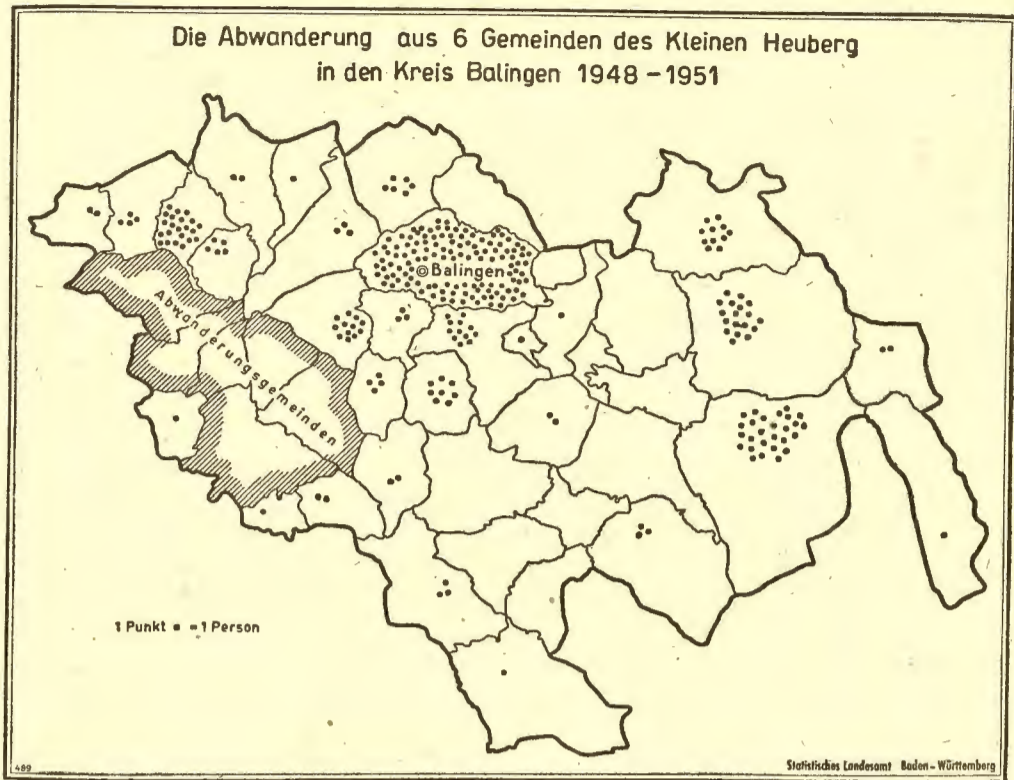 Die Abwanderung aus 6 Gemeinden des Kleinen Heuberg
in den Kreis Balingen 1948-1951
Balingen
Abwanderungsgemeinden
1 Punkt • = 1 Person
489
Statistisches Landesamt Baden-Württemberg